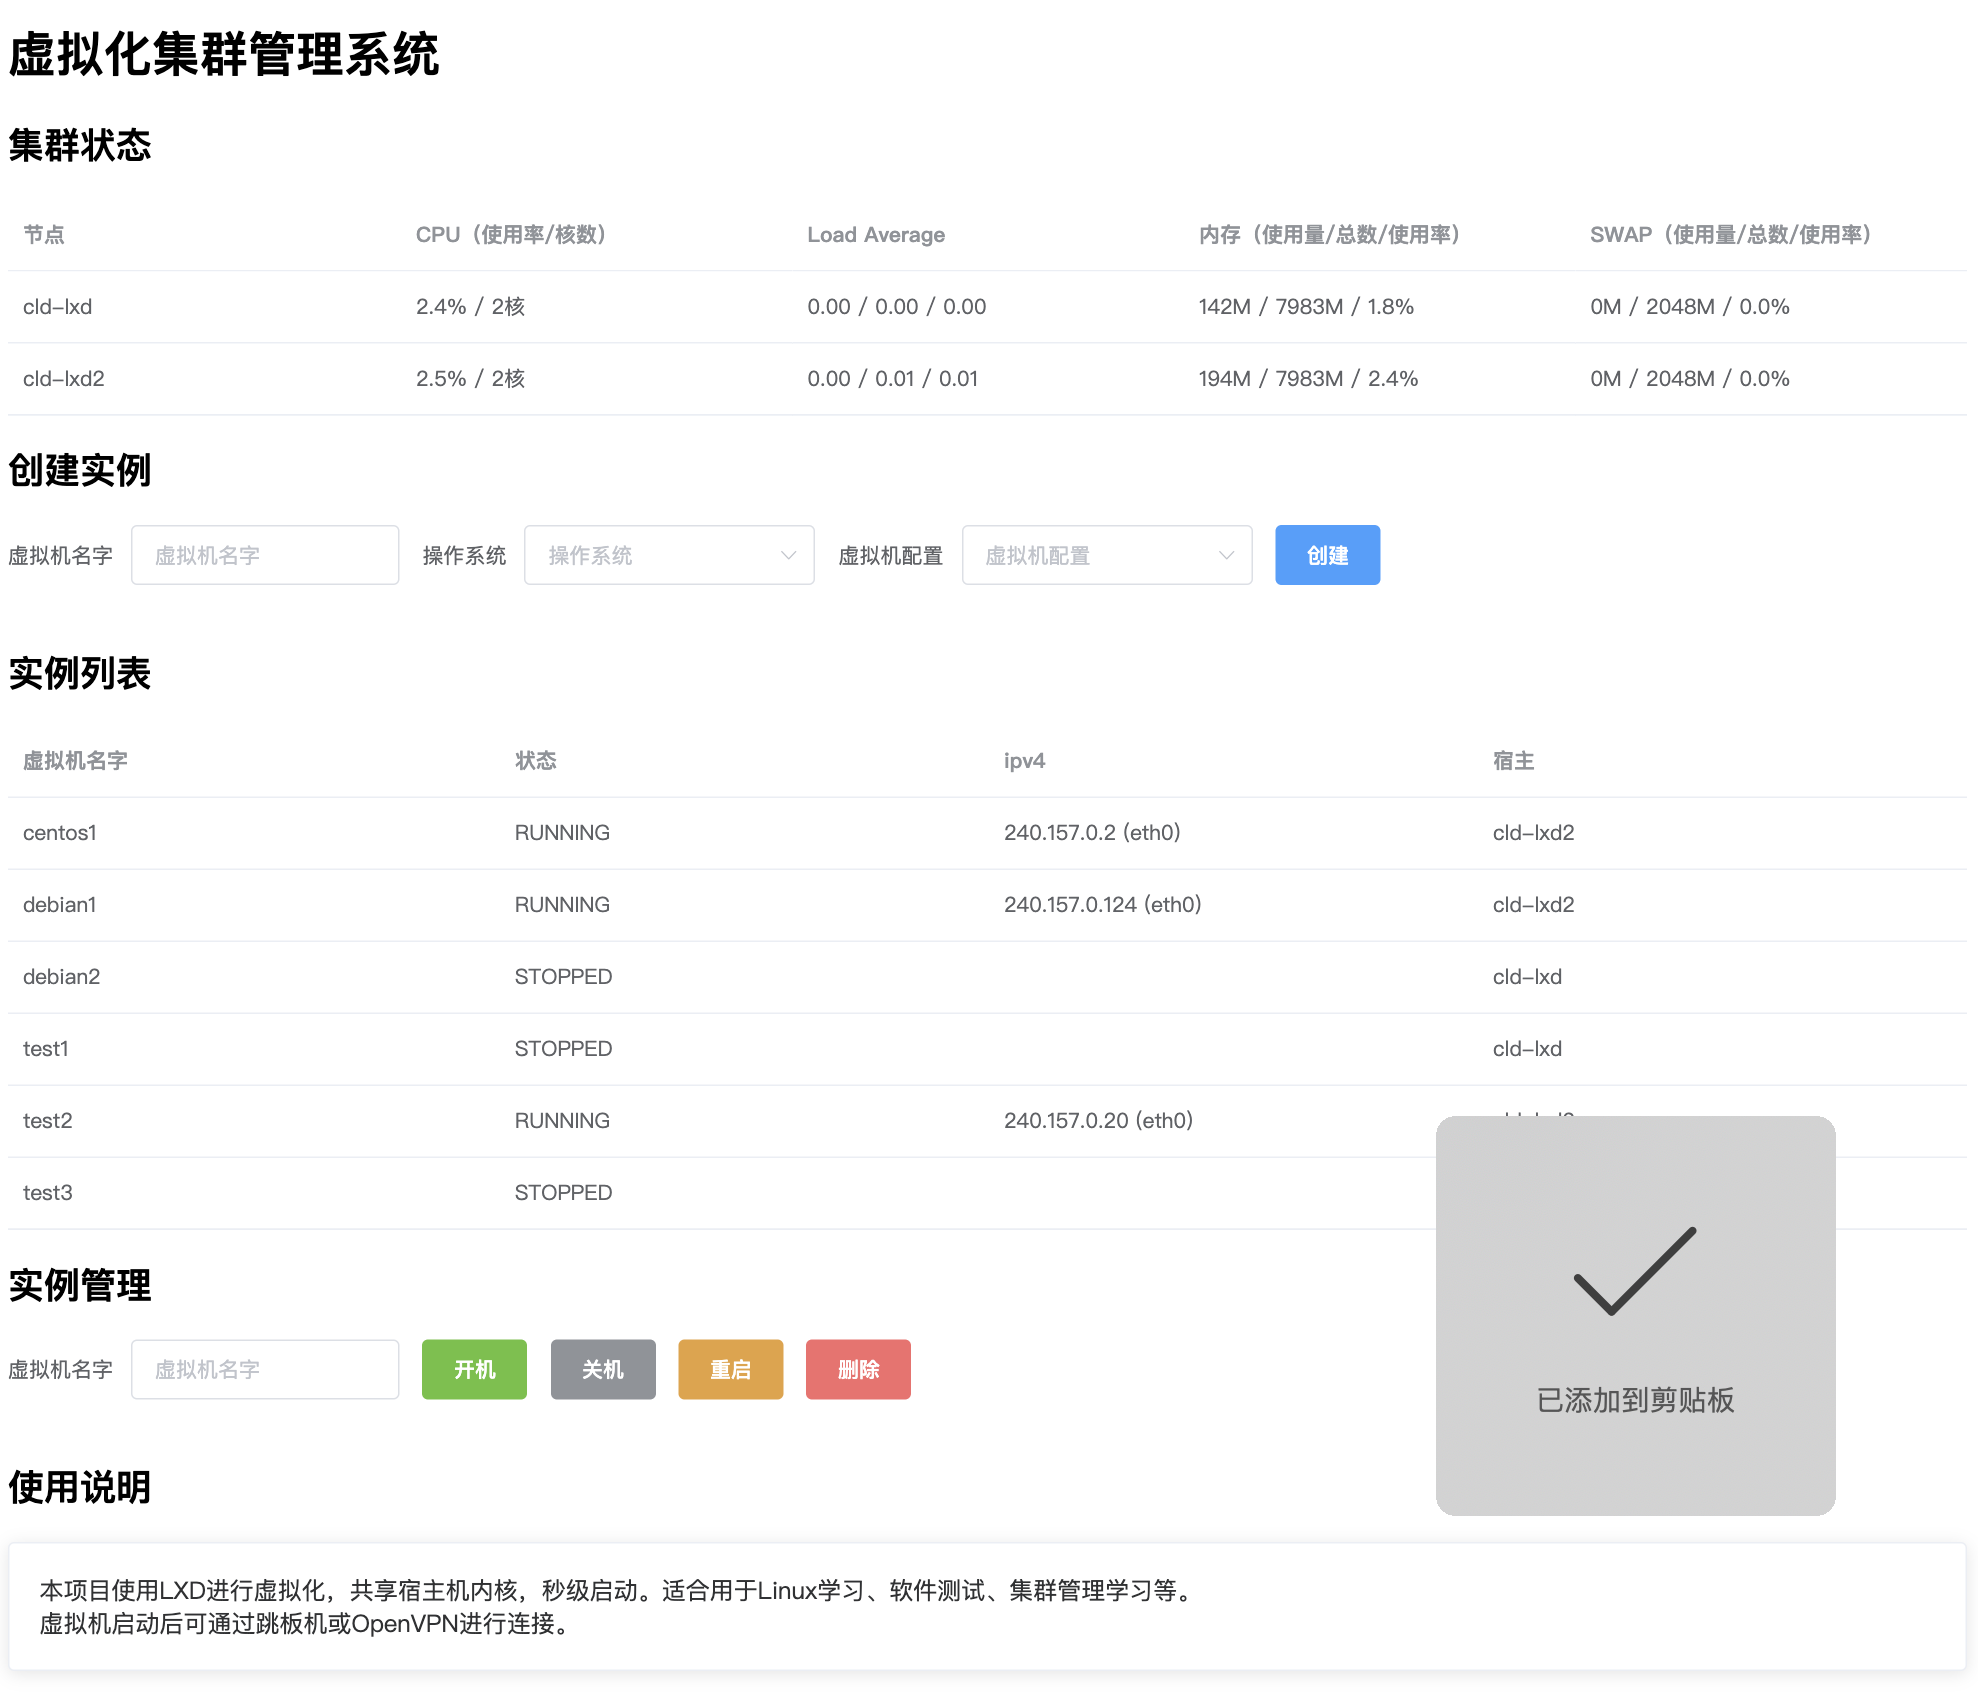 虚拟化集群管理系统
集群状态
节点 CPU（使用率/核数） Load Average 内存（使用量/总数/使用率） SWAP（使用量/总数/使用率）
cld-lxd 2.4% / 2核 0.00 / 0.00 / 0.00 142M / 7983M / 1.8% 0M / 2048M / 0.0%
cld-lxd2 2.5% / 2核 0.00 / 0.01 / 0.01 194M / 7983M / 2.4% 0M / 2048M / 0.0%
创建实例
虚拟机名字 虚拟机名字 操作系统 操作系统 虚拟机配置 虚拟机配置 创建
实例列表
虚拟机名字 状态 ipv4 宿主
centos1 RUNNING 240.157.0.2 (eth0) cld-lxd2
debian1 RUNNING 240.157.0.124 (eth0) cld-lxd2
debian2 STOPPED cld-lxd
test1 STOPPED cld-lxd
test2 RUNNING 240.157.0.20 (eth0)
test3 STOPPED
实例管理
虚拟机名字 虚拟机名字 开机 关机 重启 删除
已添加到剪贴板
使用说明
本项目使用LXD进行虚拟化，共享宿主机内核，秒级启动。适合用于Linux学习、软件测试、集群管理学习等。
虚拟机启动后可通过跳板机或OpenVPN进行连接。